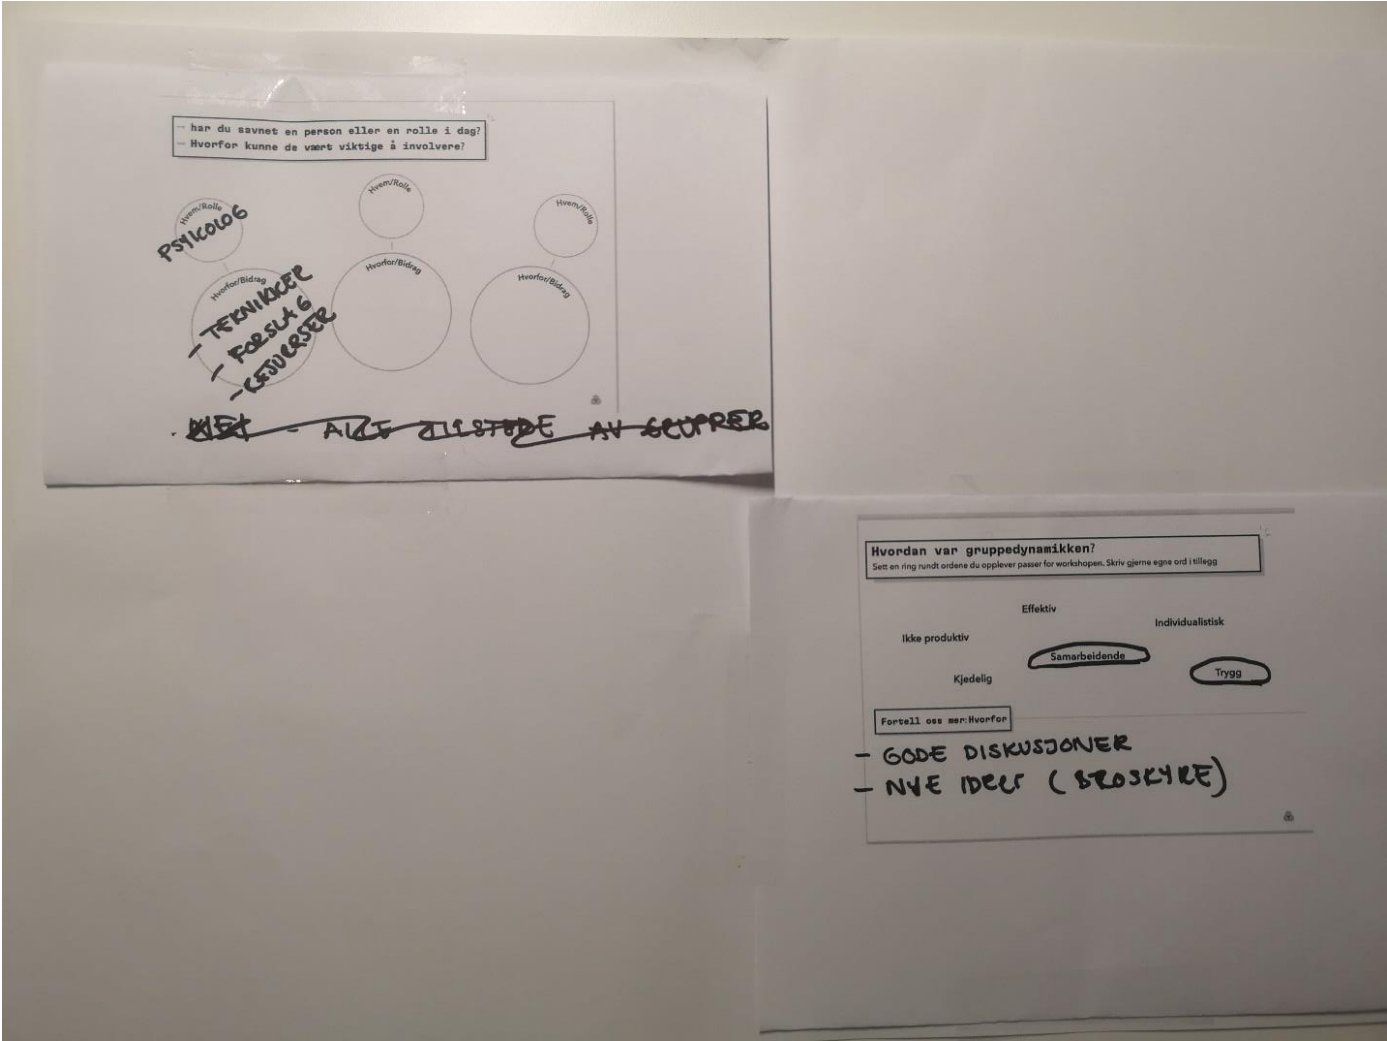 — har du savnet en person eller en rolle i dag?
— Hvorfor kunne de vært viktige å involvere?
Hvem/Rolle
PSYKOLOG
Hvorfor/Bidrag
- TEKNIKKER
- FORSLAG
- RESURSER
Hvem/Rolle
Hvorfor/Bidrag
Hvem/Rolle
Hvorfor/Bidrag
· NEI - ALLE TILSTEDE AV GRUPPER
Hvordan var gruppedynamikken?
Sett en ring rundt ordene du opplever passer for workshopen. Skriv gjerne egne ord i tillegg
Effektiv
Individualistisk
Ikke produktiv
Samarbeidende
Trygg
Kjedelig
Fortell oss mer:Hvorfor
- GODE DISKUSJONER
- NYE IDEER (BROSKYRE)